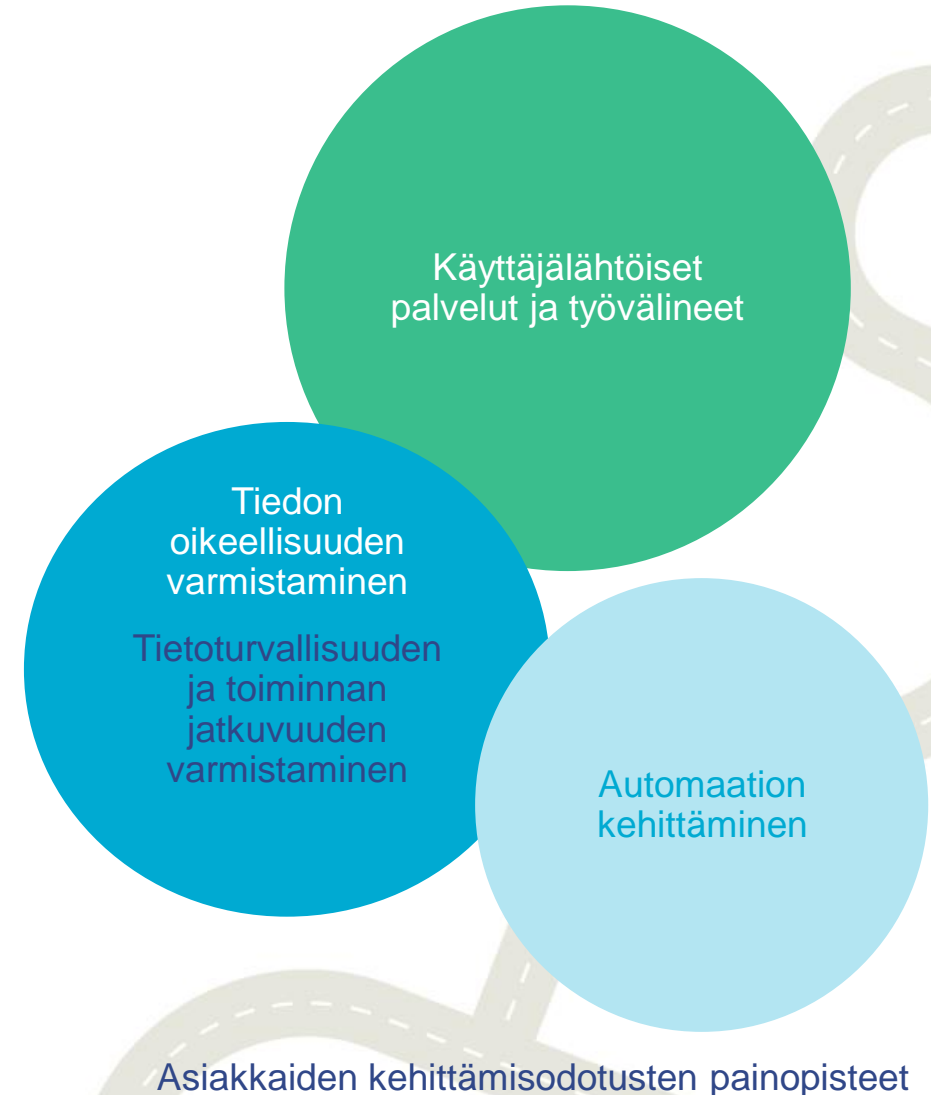 Käyttäjälähtöiset
palvelut ja työvälineet
Tiedon
oikeellisuuden
varmistaminen
Tietoturvallisuuden
ja toiminnan
jatkuvuuden
varmistaminen
Automaation
kehittäminen
Asiakkaiden kehittämisodotusten painopisteet